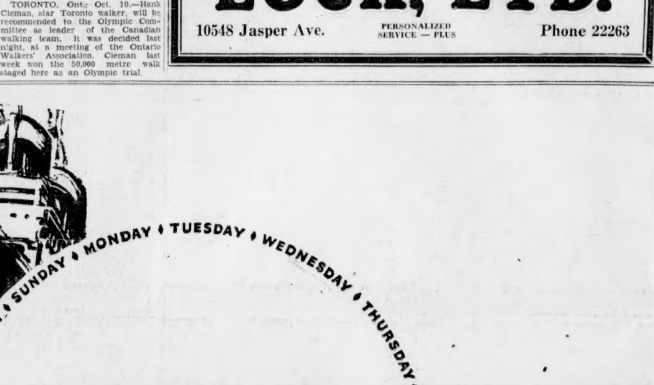 TORONTO, Ont., Oct. 10.—Hank
Cieman, star Toronto walker, will be
recommended to the Olympic Com-
mittee as leader of the Canadian
walking team. It was decided last
night, at a meeting of the Ontario
Walkers' Association. Cieman last
week won the 50,000 metre walk
staged here as an Olympic trial.
LTD.
10548 Jasper Ave.
PERSONALIZED
SERVICE — PLUS
Phone 22263
SUNDAY ♦ MONDAY ♦ TUESDAY ♦ WEDNESDAY ♦ THURSDAY